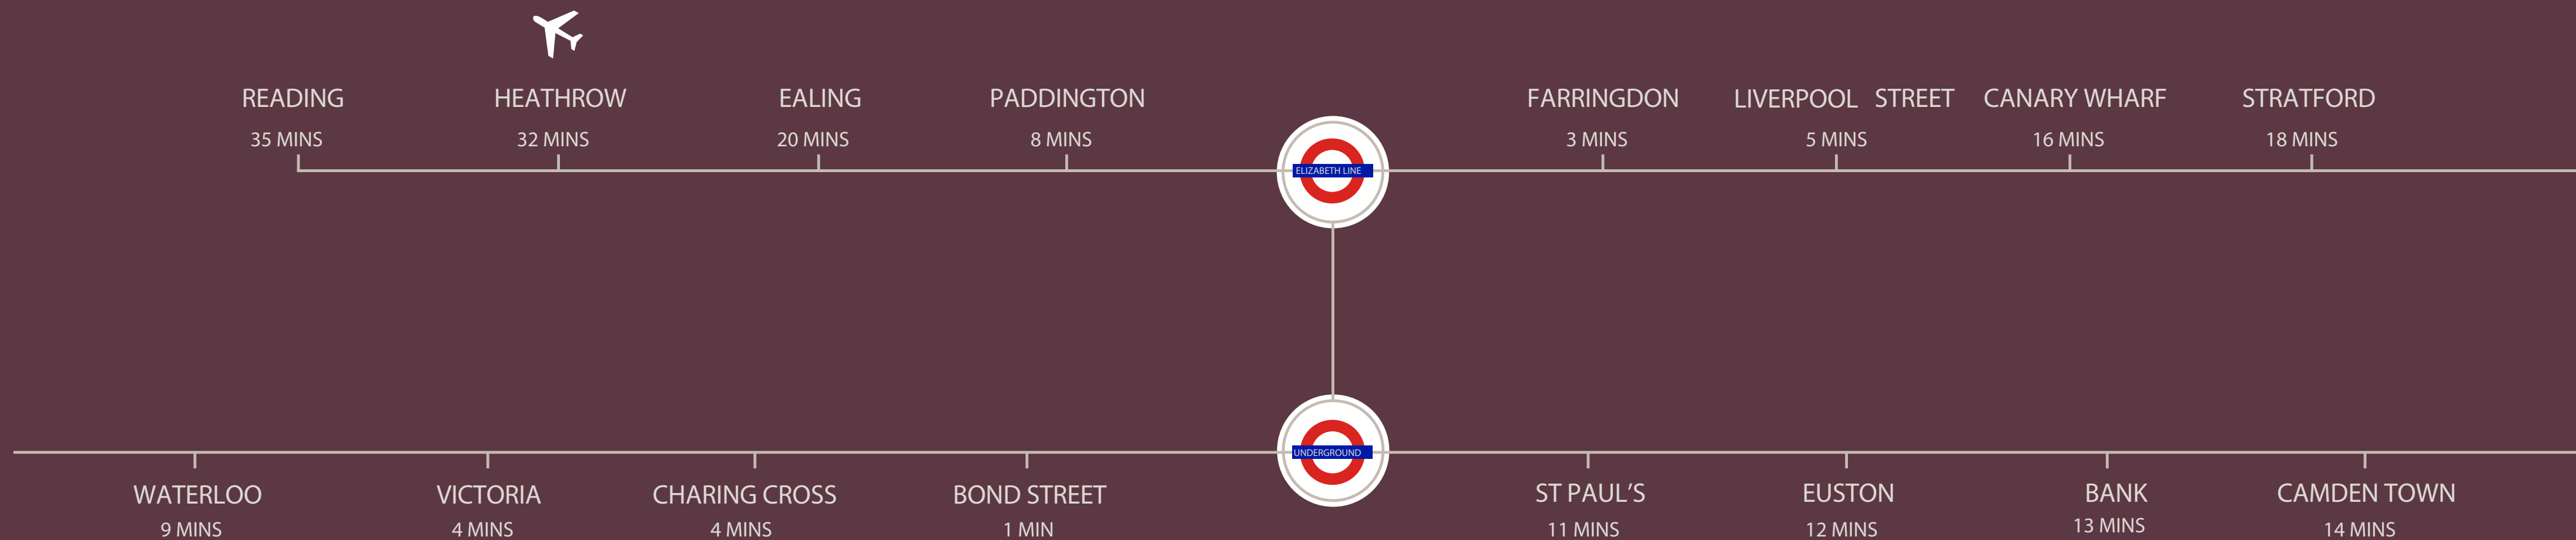 READING
35 MINS
HEATHROW
32 MINS
EALING
20 MINS
PADDINGTON
8 MINS
ELIZABETH LINE
FARRINGDON
3 MINS
LIVERPOOL STREET
5 MINS
CANARY WHARF
16 MINS
STRATFORD
18 MINS
WATERLOO
9 MINS
VICTORIA
4 MINS
CHARING CROSS
4 MINS
BOND STREET
1 MIN
UNDERGROUND
ST PAUL’S
11 MINS
EUSTON
12 MINS
BANK
13 MINS
CAMDEN TOWN
14 MINS